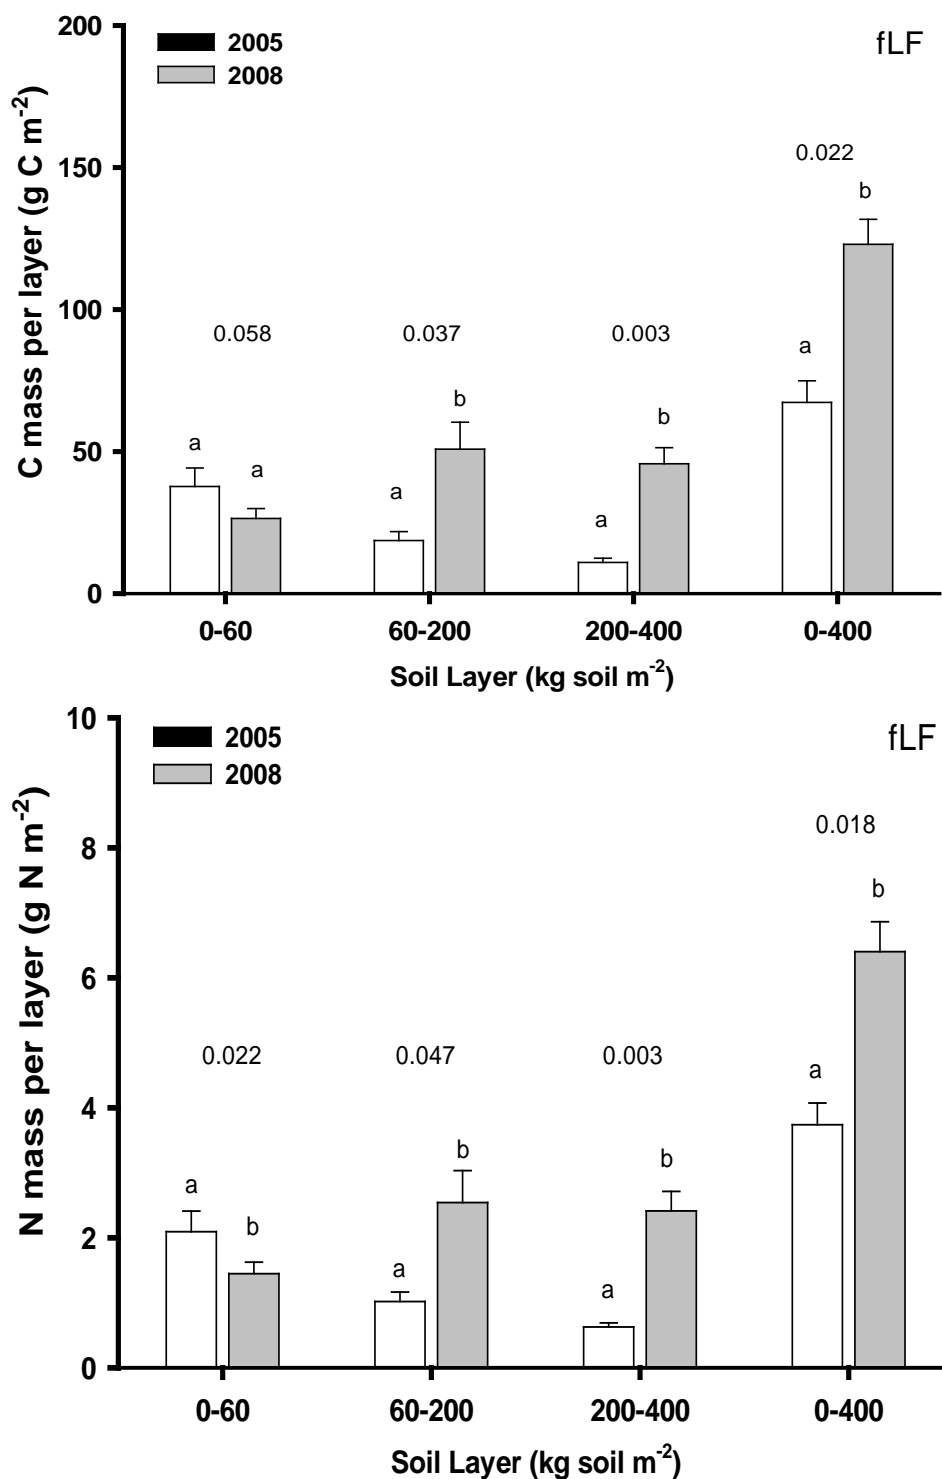 200
150
100
50
0
C mass per layer (g C m-2)
2005
2008
fLF
0.058
0.037
0.003
0.022
a
a
a
b
a
b
a
b
0-60
60-200
200-400
0-400
Soil Layer (kg soil m-2)
10
8
6
4
2
0
N mass per layer (g N m-2)
2005
2008
fLF
0.022
0.047
0.003
0.018
a
b
a
b
a
b
a
b
0-60
60-200
200-400
0-400
Soil Layer (kg soil m-2)